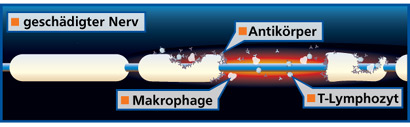 geschädigter Nerv
Antikörper
Makrophage
T-Lymphozyt